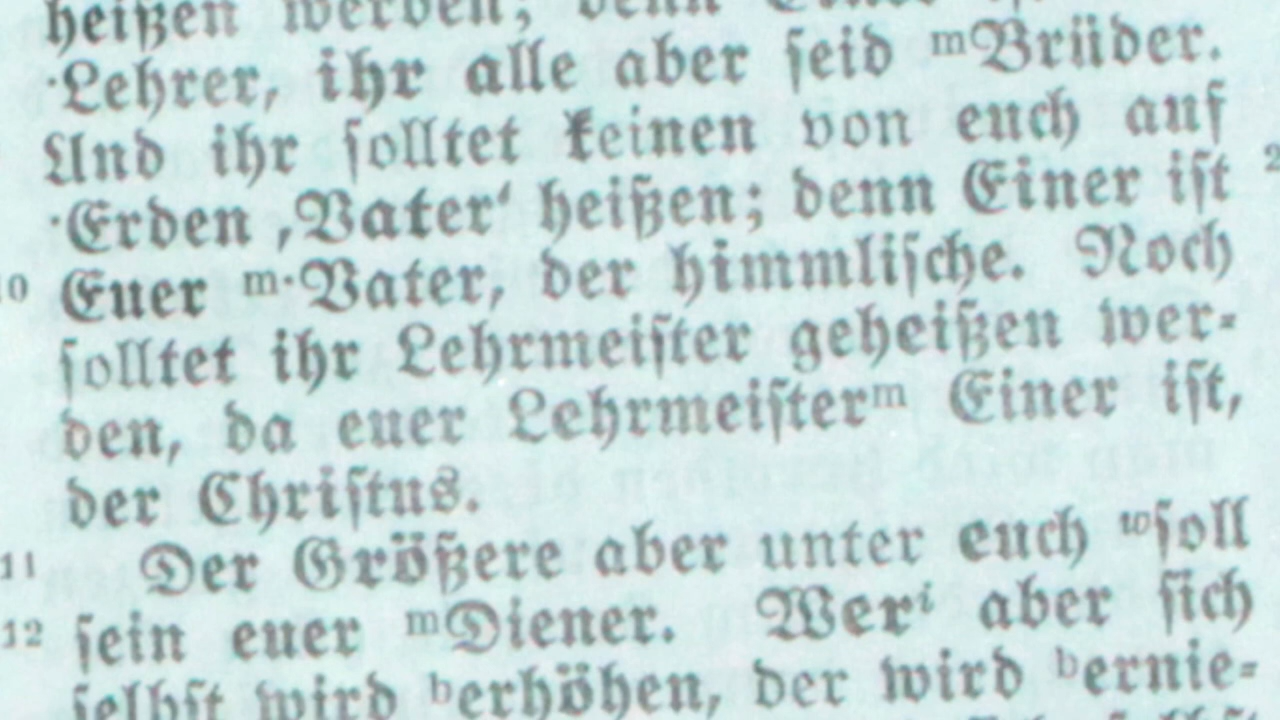 heißen werden; denn Einer
·Lehrer, ihr alle aber seid ᵐBrüder.
Und ihr solltet keinen von euch auf
·Erden ‚Vater‘ heißen; denn Einer ist
10 Euer ᵐ·Vater, der himmlische. Noch
solltet ihr Lehrmeister geheißen wer-
den, da euer Lehrmeisterᵐ Einer ist,
der Christus.
11 Der Größere aber unter euch ʷsoll
12 sein euer ᵐDiener. Werⁱ aber sich
selbst wird ᵇerhöhen, der wird ᵇernie-